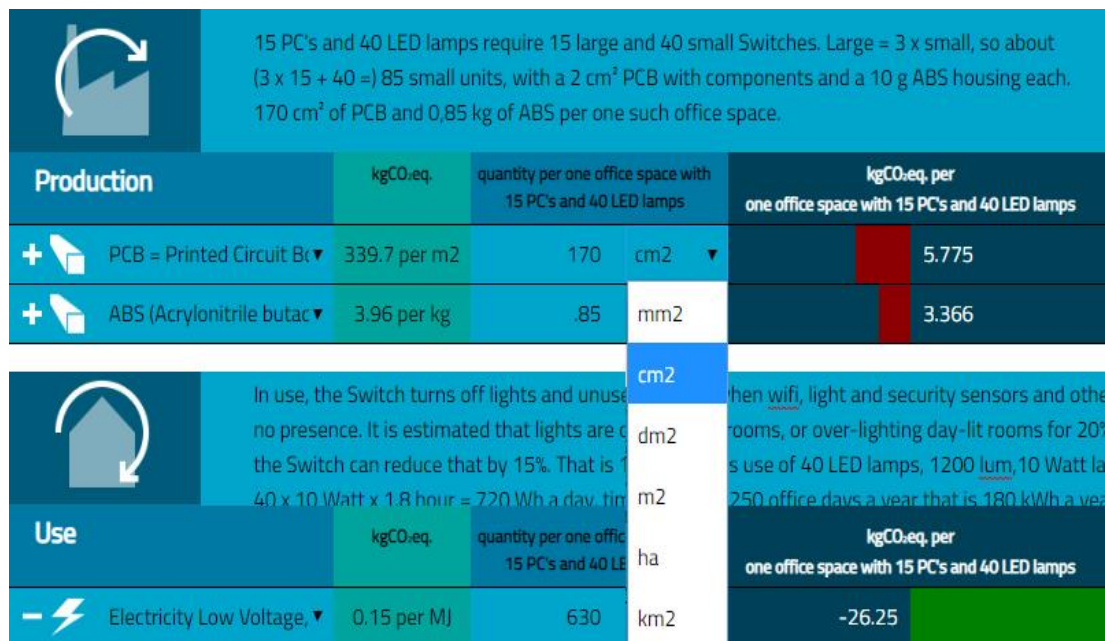 15 PC's and 40 LED lamps require 15 large and 40 small Switches. Large = 3 x small, so about
(3 x 15 + 40 =) 85 small units, with a 2 cm² PCB with components and a 10 g ABS housing each.
170 cm² of PCB and 0,85 kg of ABS per one such office space.
Production
kgCO₂eq.
quantity per one office space with
15 PC's and 40 LED lamps
kgCO₂eq. per
one office space with 15 PC's and 40 LED lamps
PCB = Printed Circuit Bc 339.7 per m2 170 cm2 5.775
ABS (Acrylonitrile butac 3.96 per kg .85 3.366
mm2
cm2
dm2
m2
ha
km2
In use, the Switch turns off lights and unuse hen wifi, light and security sensors and othe
no presence. It is estimated that lights are rooms, or over-lighting day-lit rooms for 20%
the Switch can reduce that by 15%. That is s use of 40 LED lamps, 1200 lum,10 Watt la
40 x 10 Watt x 1.8 hour = 720 Wh a day, tim 250 office days a year that is 180 kWh a yea
Use
kgCO₂eq.
quantity per one offic
15 PC's and 40 LE
kgCO₂eq. per
one office space with 15 PC's and 40 LED lamps
Electricity Low Voltage, 0.15 per MJ 630 -26.25